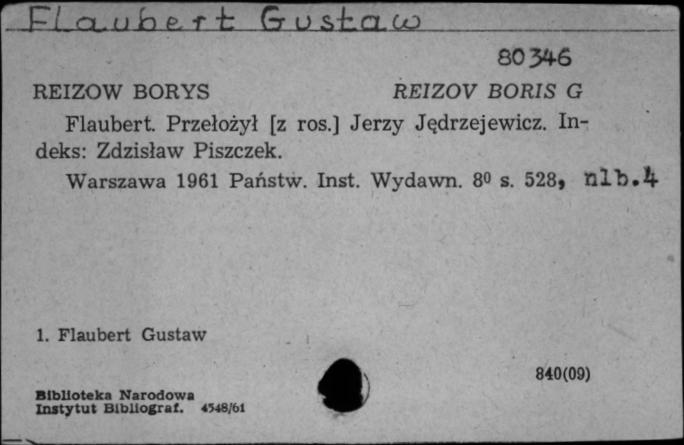 Flaubert Gustaw
80346
REIZOW BORYS REIZOV BORIS G
Flaubert. Przełożył [z ros.] Jerzy Jędrzejewicz. In-
deks: Zdzisław Piszczek.
Warszawa 1961 Państw. Inst. Wydawn. 8⁰ s. 528, nlb.4
1. Flaubert Gustaw
840(09)
Biblioteka Narodowa
Instytut Bibliograf. 4548/61